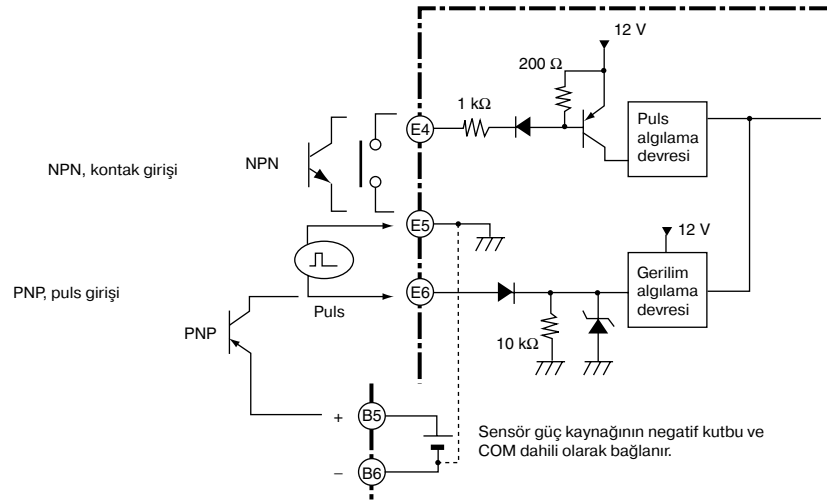 12 V
200 Ω
1 kΩ
E4
Puls
algılama
devresi
NPN, kontak girişi
NPN
E5
12 V
PNP, puls girişi
Puls
E6
Gerilim
algılama
devresi
PNP
10 kΩ
+
B5
Sensör güç kaynağının negatif kutbu ve
COM dahili olarak bağlanır.
−
B6